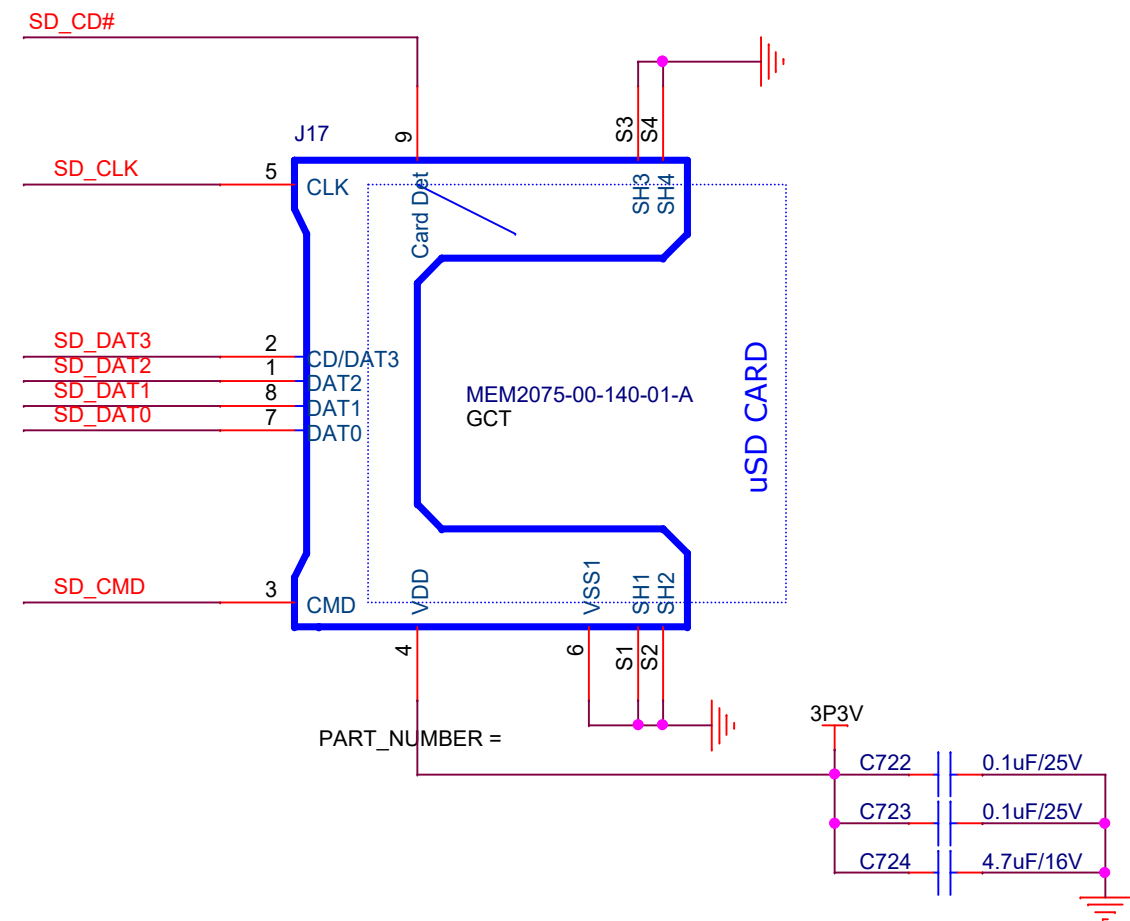 SD_CD#
J17
9
S3
S4
SD_CLK
5
CLK
Card Det
SH3
SH4
SD_DAT3
2
CD/DAT3
SD_DAT2
1
DAT2
SD_DAT1
8
DAT1
SD_DAT0
7
DAT0
MEM2075-00-140-01-A
GCT
uSD CARD
SD_CMD
3
CMD
VDD
VSS1
SH1
SH2
4
6
S1
S2
PART_NUMBER =
3P3V
C722
0.1uF/25V
C723
0.1uF/25V
C724
4.7uF/16V